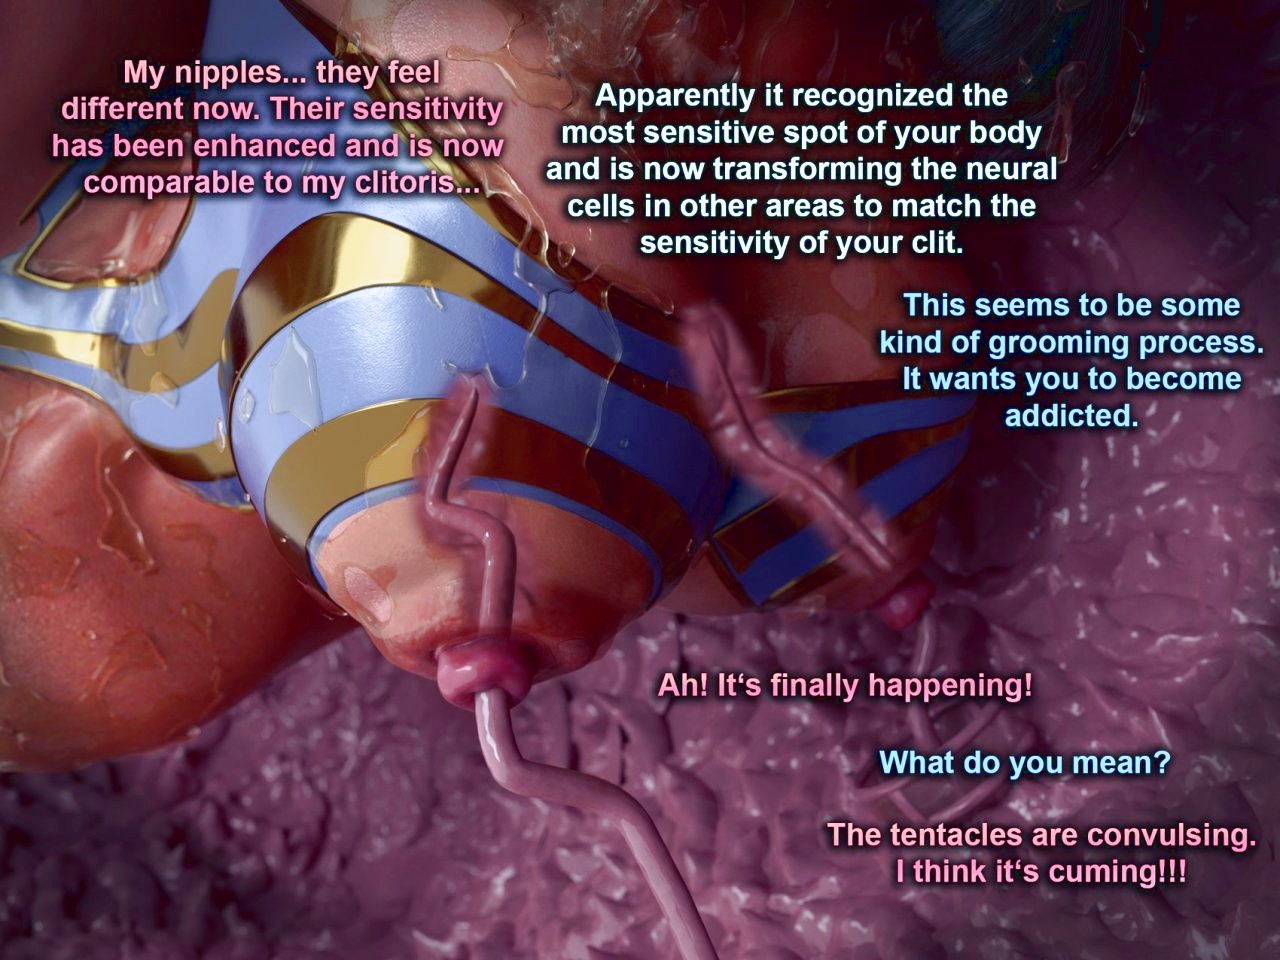 My nipples... they feel
different now. Their sensitivity
has been enhanced and is now
comparable to my clitoris...
Apparently it recognized the
most sensitive spot of your body
and is now transforming the neural
cells in other areas to match the
sensitivity of your clit.
This seems to be some
kind of grooming process.
It wants you to become
addicted.
Ah! It‘s finally happening!
What do you mean?
The tentacles are convulsing.
I think it‘s cuming!!!